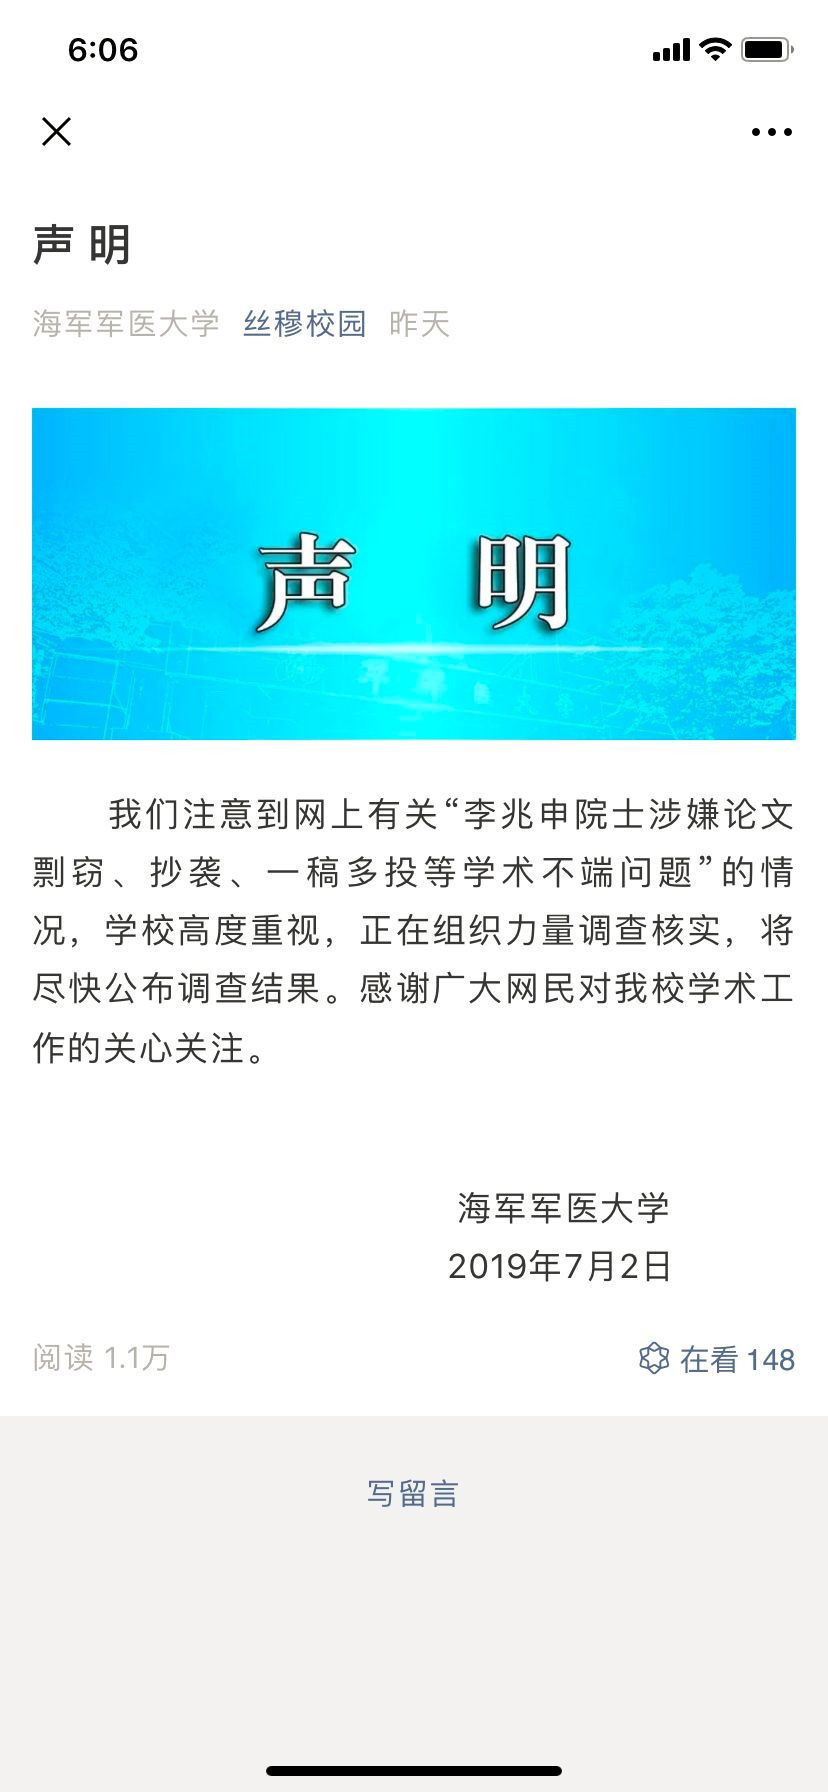 6:06
声 明
海军军医大学 丝穆校园 昨天
声 明
我们注意到网上有关“李兆申院士涉嫌论文
剽窃、抄袭、一稿多投等学术不端问题”的情
况，学校高度重视，正在组织力量调查核实，将
尽快公布调查结果。感谢广大网民对我校学术工
作的关心关注。
海军军医大学
2019年7月2日
阅读 1.1万 在看 148
写留言